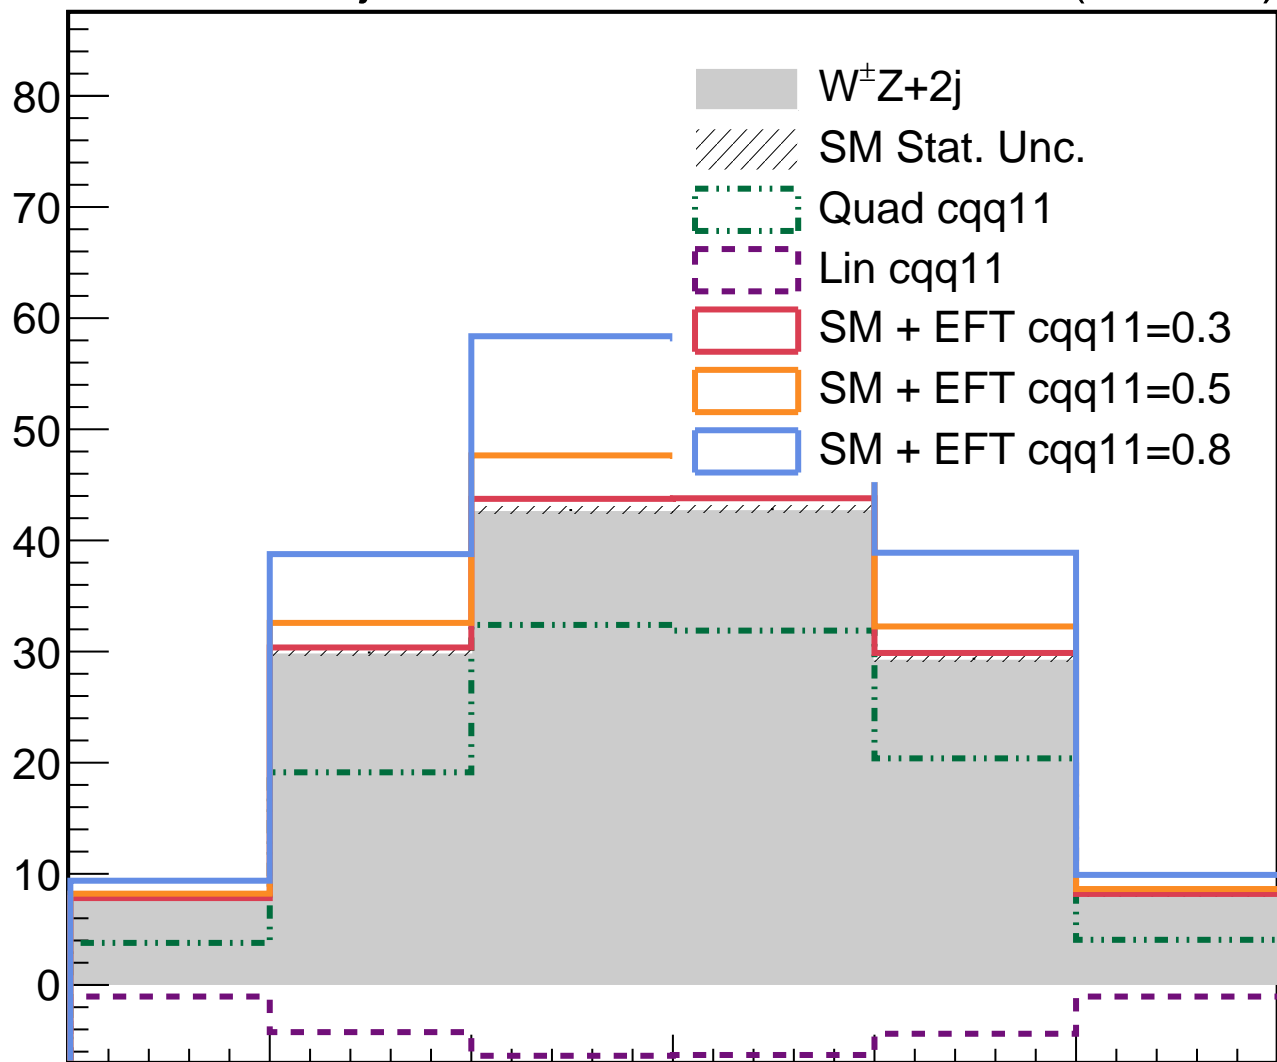 80
70
60
50
40
30
20
10
0
W±Z+2j
SM Stat. Unc.
Quad cqq11
Lin cqq11
SM + EFT cqq11=0.3
SM + EFT cqq11=0.5
SM + EFT cqq11=0.8